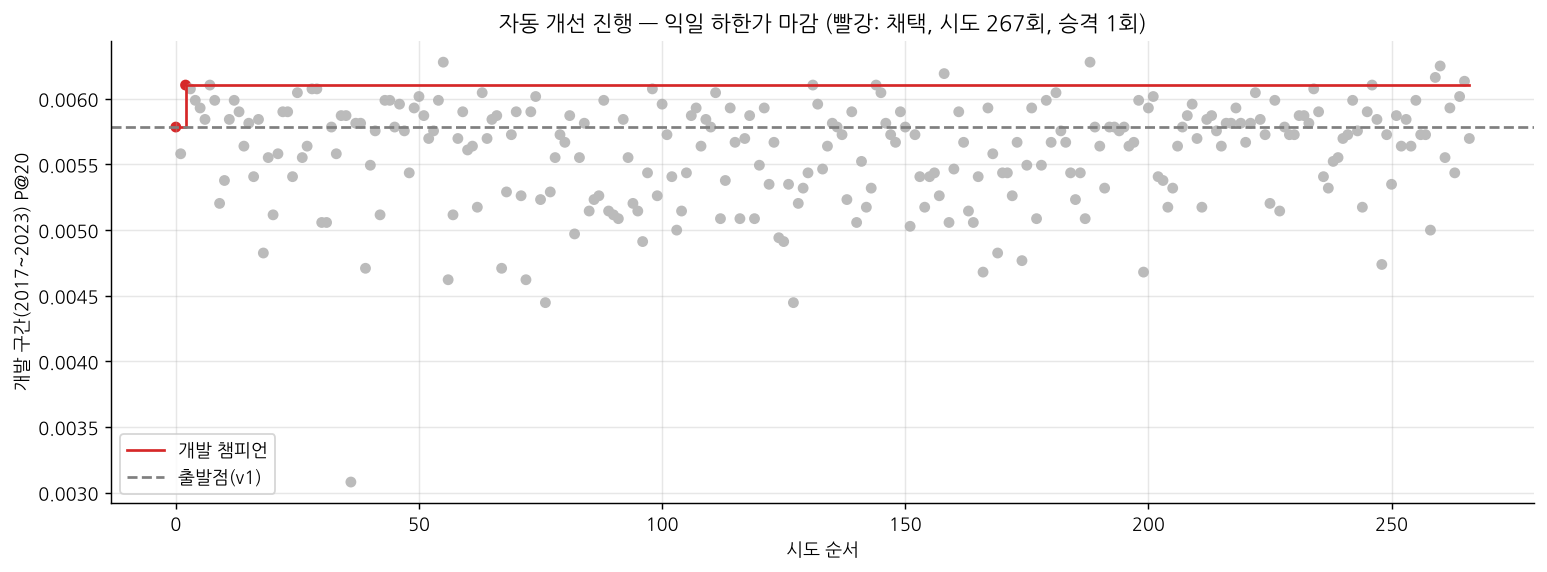 자동 개선 진행 — 익일 하한가 마감 (빨강: 채택, 시도 267회, 승격 1회)
개발 구간(2017~2023) P@20
0.0060
0.0055
0.0050
0.0045
0.0040
0.0035
0.0030
개발 챔피언
출발점(v1)
0 50 100 150 200 250
시도 순서